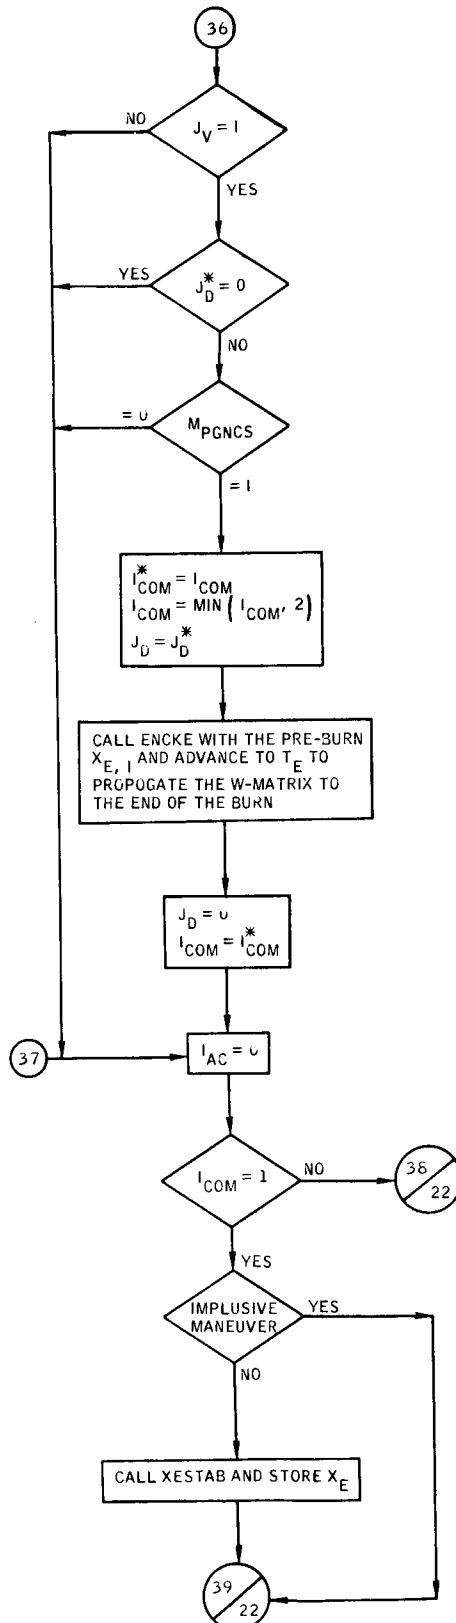 36
NO
J_V = 1
YES
YES
J_D^* = 0
NO
= 0
M_PGNCS
= 1
I_COM^* = I_COM
I_COM = MIN ( I_COM, 2 )
J_D = J_D^*
CALL ENCKE WITH THE PRE-BURN
X_E, I AND ADVANCE TO T_E TO
PROPOGATE THE W-MATRIX TO
THE END OF THE BURN
J_D = 0
I_COM = I_COM^*
37
I_AC = 0
I_COM = 1
NO
38
22
YES
IMPLUSIVE
MANEUVER
YES
NO
CALL XESTAB AND STORE X_E
39
22